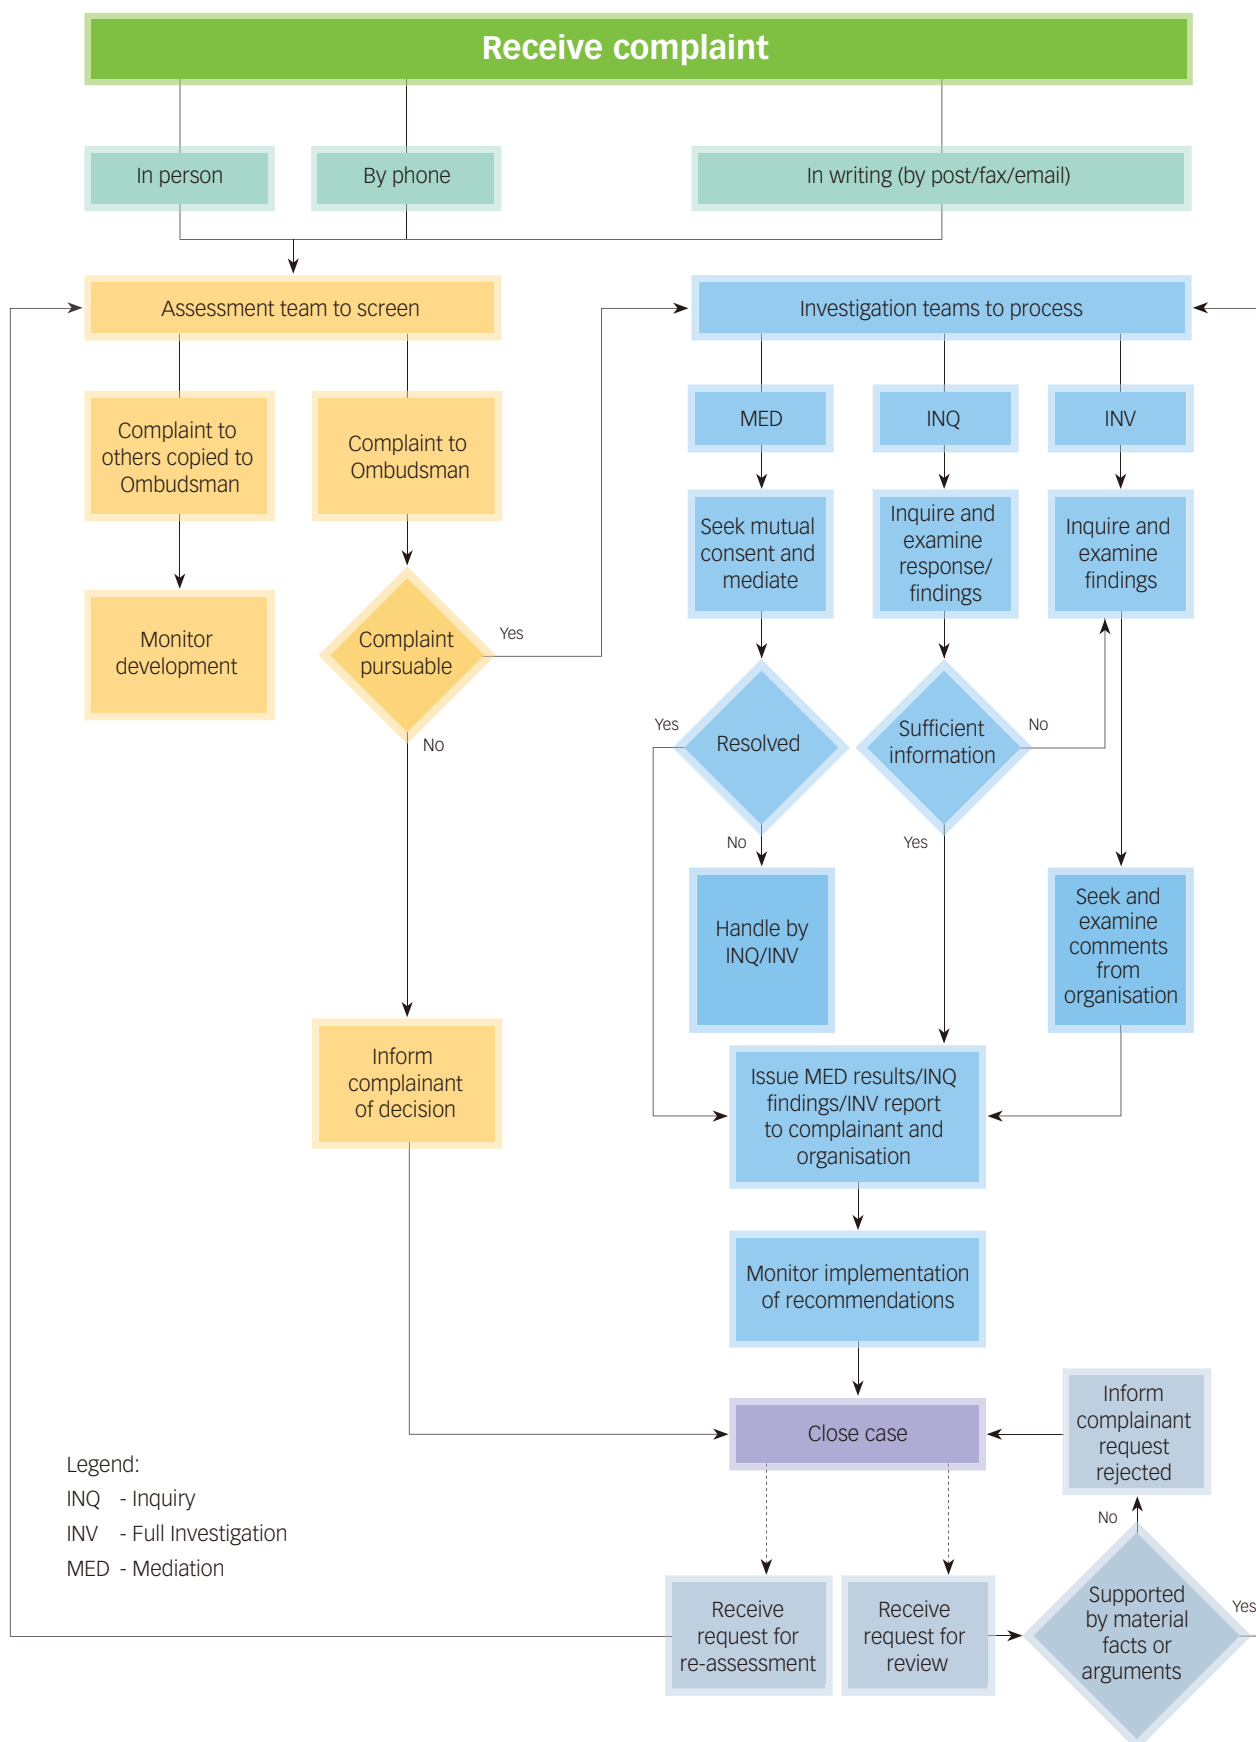 Receive complaint
In person
By phone
In writing (by post/fax/email)
Assessment team to screen
Investigation teams to process
Complaint to
others copied to
Ombudsman
Complaint to
Ombudsman
MED
INQ
INV
Monitor
development
Complaint
pursuable
Yes
No
Seek mutual
consent and
mediate
Inquire and
examine
response/
findings
Inquire and
examine
findings
Yes
Resolved
No
Sufficient
information
No
Yes
Handle by
INQ/INV
Seek and
examine
comments
from
organisation
Inform
complainant
of decision
Issue MED results/INQ
findings/INV report
to complainant and
organisation
Monitor implementation
of recommendations
Close case
Inform
complainant
request
rejected
Legend:
INQ - Inquiry
INV - Full Investigation
MED - Mediation
No
Receive
request for
re-assessment
Receive
request for
review
Supported
by material
facts or
arguments
Yes